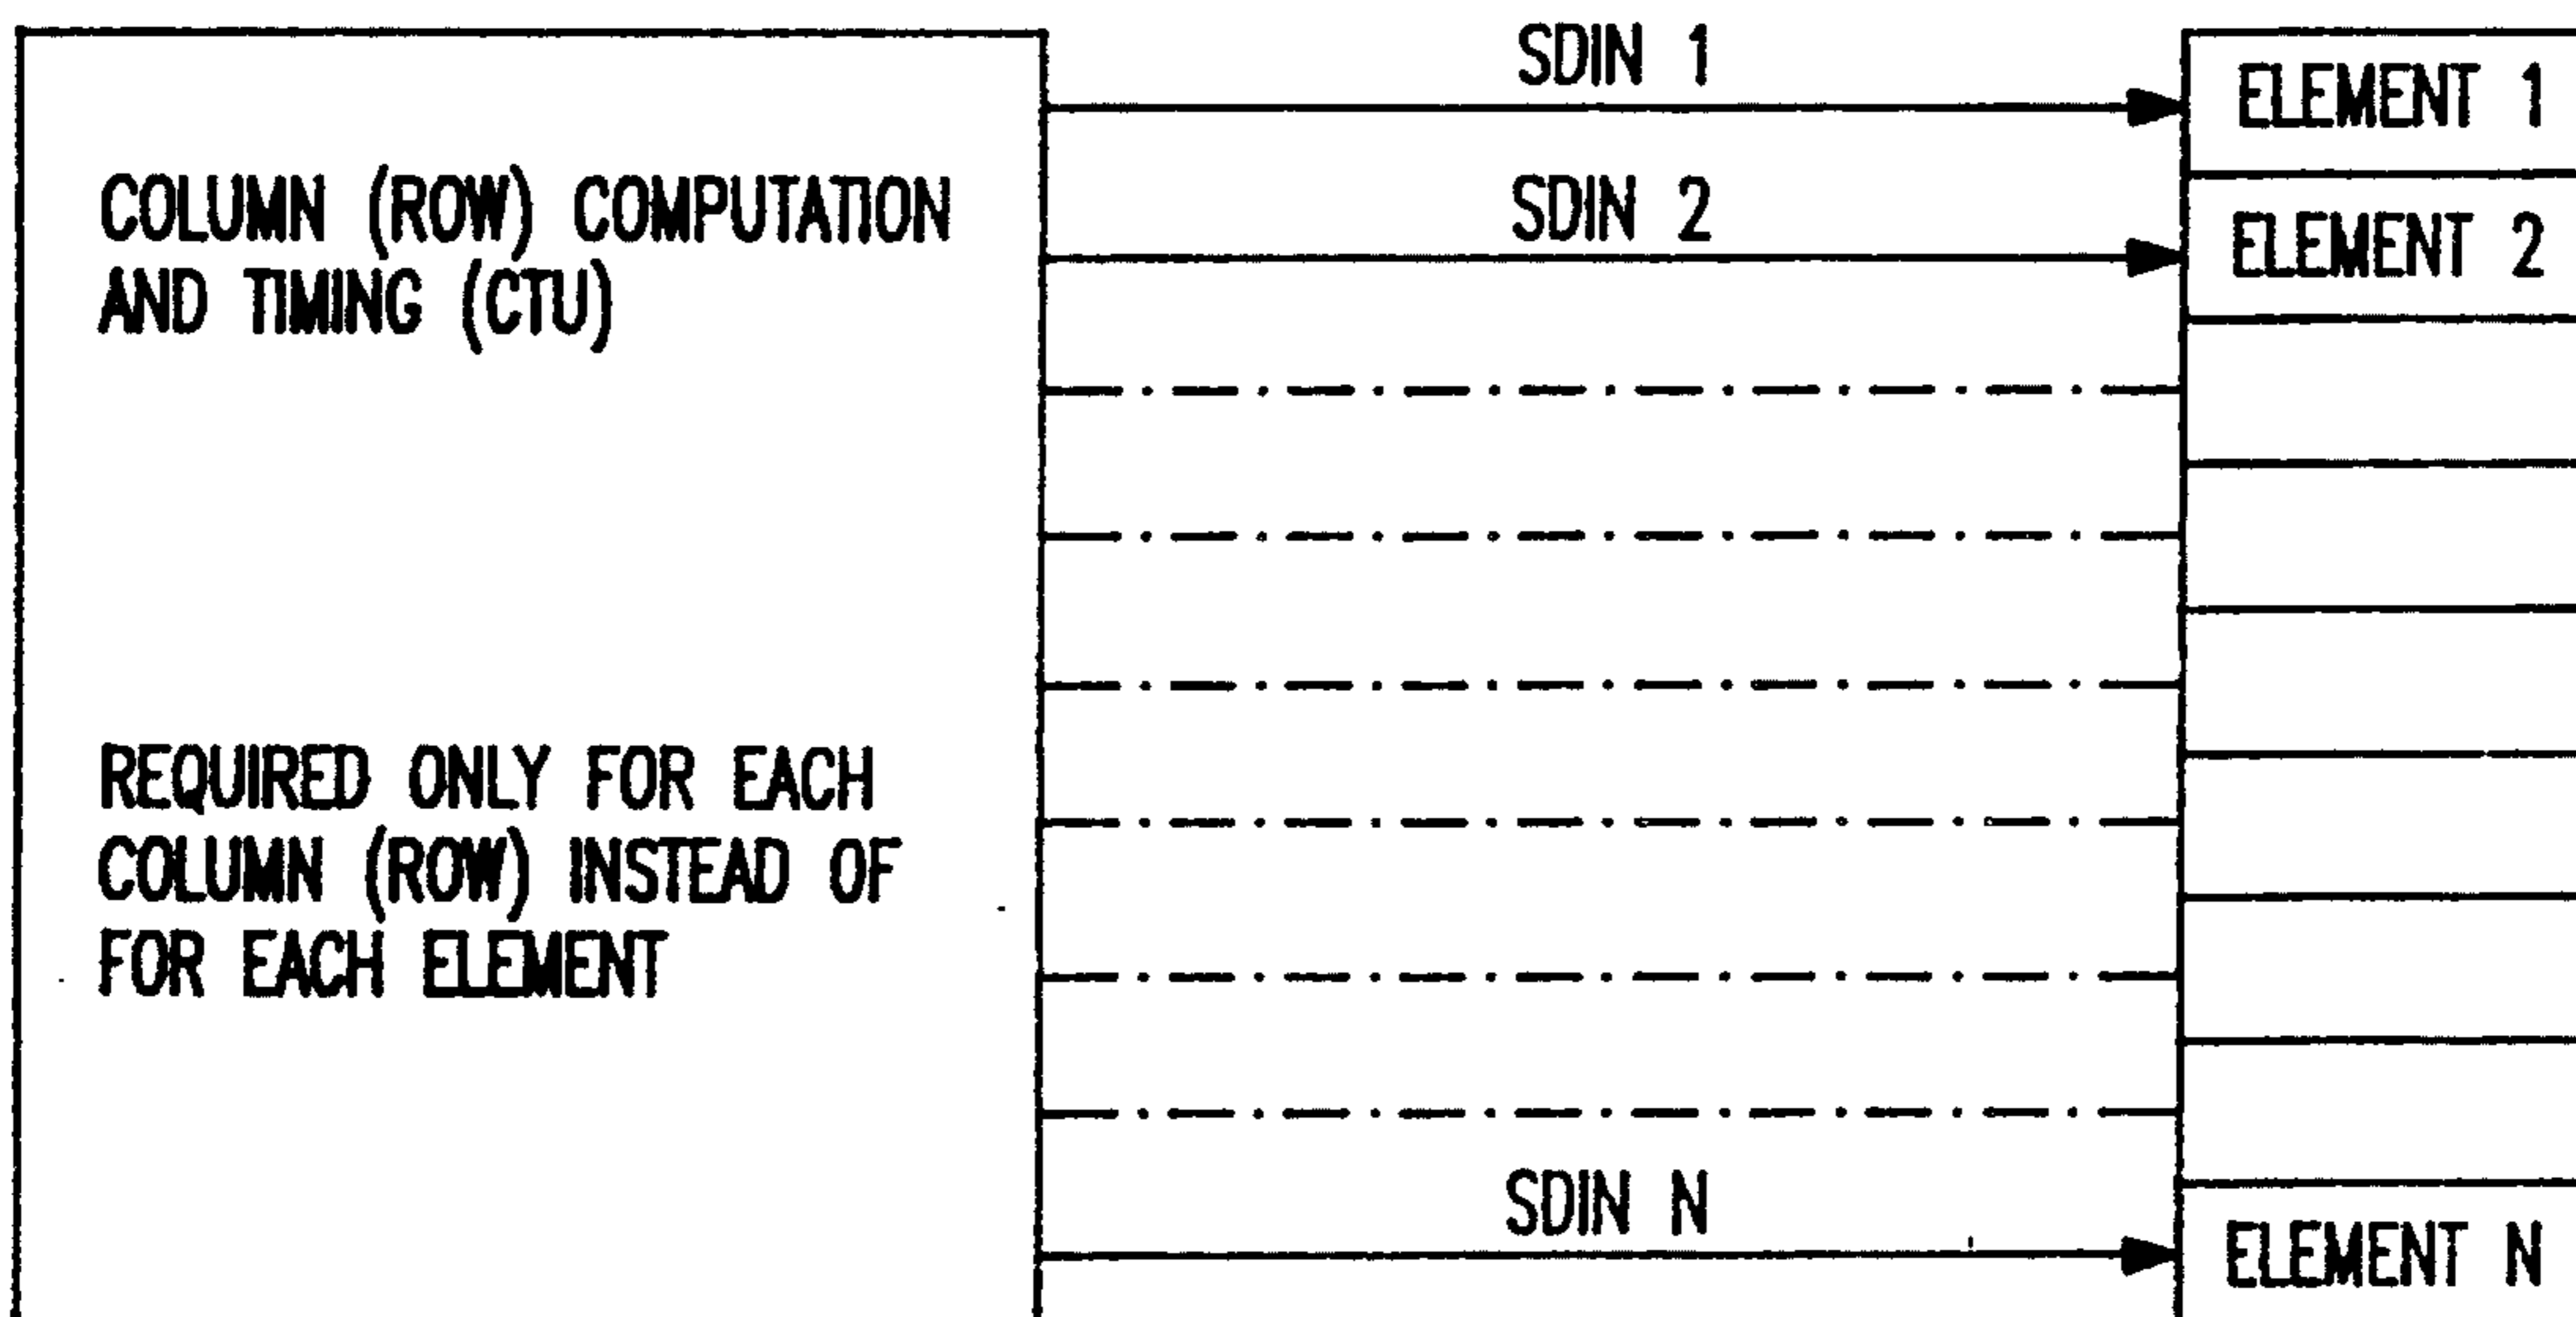 COLUMN (ROW) COMPUTATION
AND TIMING (CTU)
REQUIRED ONLY FOR EACH
COLUMN (ROW) INSTEAD OF
FOR EACH ELEMENT
SDIN 1
SDIN 2
SDIN N
ELEMENT 1
ELEMENT 2
ELEMENT N